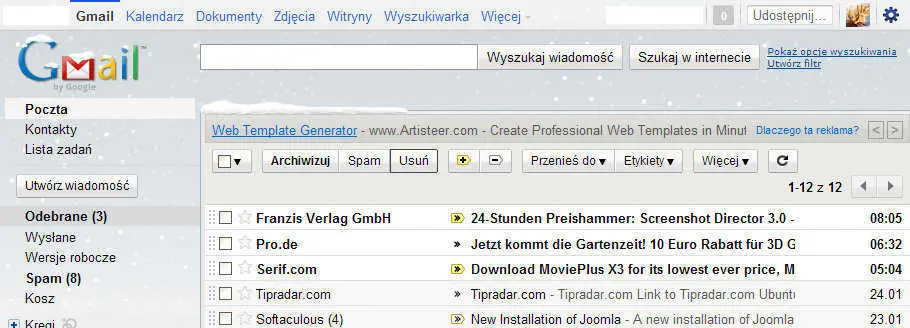 Gmail Kalendarz Dokumenty Zdjęcia Witryny Wyszukiwarka Więcej 0 Udostępnij...
Gmail™
by Google
Wyszukaj wiadomość Szukaj w internecie Pokaż opcje wyszukiwania
Utwórz filtr
Poczta
Kontakty
Lista zadań
Utwórz wiadomość
Odebrane (3)
Wysłane
Wersje robocze
Spam (8)
Kosz
Kręgi
Web Template Generator - www.Artisteer.com - Create Professional Web Templates in Minut Dlaczego ta reklama? < >
Archiwizuj Spam Usuń Przenieś do Etykiety Więcej
1-12 z 12
Franzis Verlag GmbH » 24-Stunden Preishammer: Screenshot Director 3.0 - 08:05
Pro.de » Jetzt kommt die Gartenzeit! 10 Euro Rabatt für 3D G 06:32
Serif.com » Download MoviePlus X3 for its lowest ever price, M 05:04
Tipradar.com » Tipradar.com - Tipradar.com Link to Tipradar.com Ubuntu 24.01
Softaculous (4) New Installation of Joomla - A new installation of Jooml 23.01